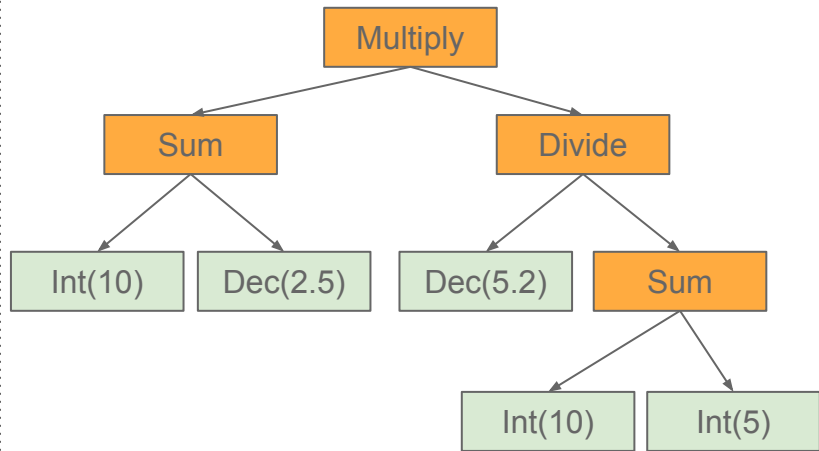 Multiply
Sum
Divide
Int(10)
Dec(2.5)
Dec(5.2)
Sum
Int(10)
Int(5)